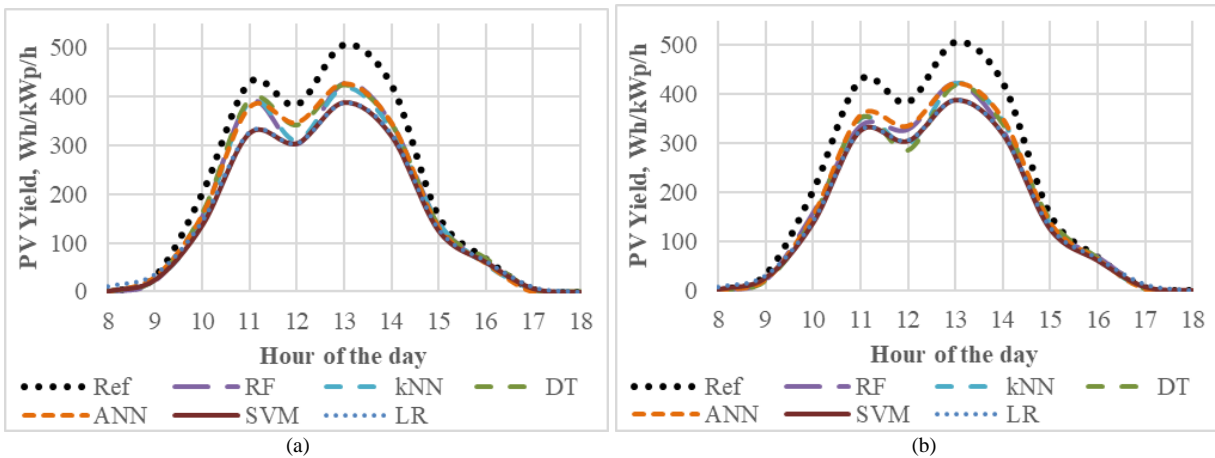 PV Yield, Wh/kWp/h
500
400
300
200
100
0
8 9 10 11 12 13 14 15 16 17 18
Hour of the day
Ref RF kNN DT
ANN SVM LR
(a)
PV Yield, Wh/kWp/h
500
400
300
200
100
0
8 9 10 11 12 13 14 15 16 17 18
Hour of the day
Ref RF kNN DT
ANN SVM LR
(b)